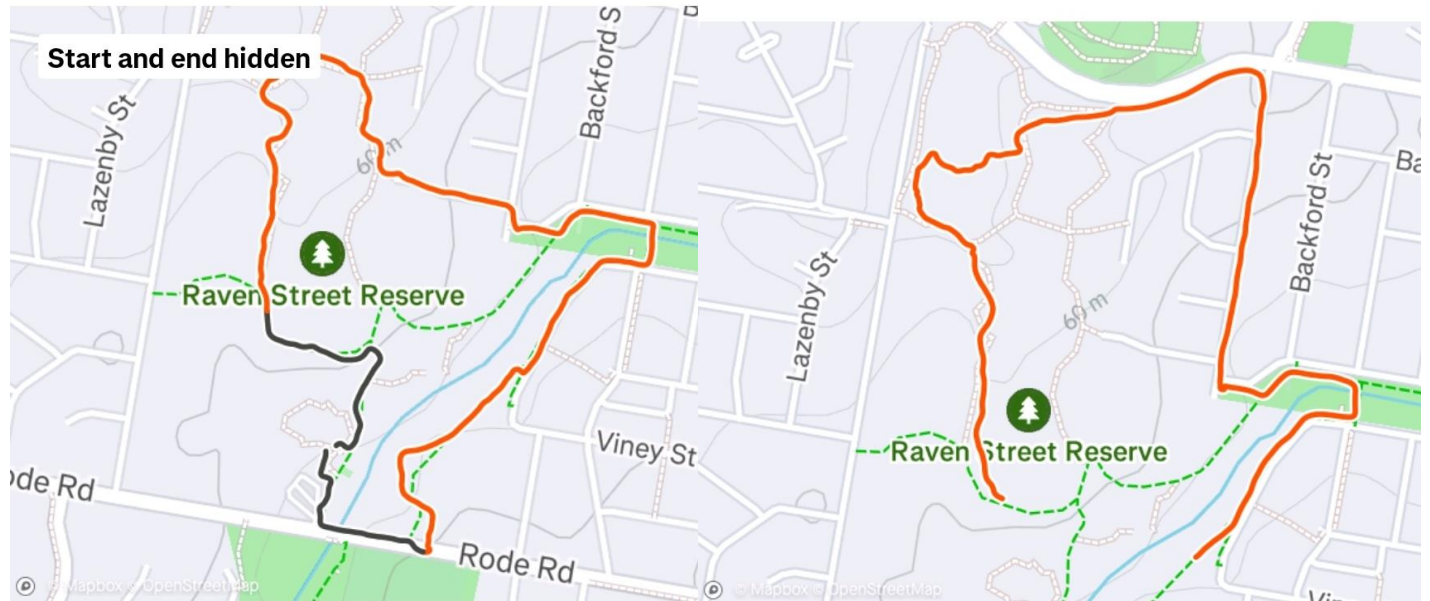 Start and end hidden
Backford S
Lazenby St
60 m
Raven Street Reserve
Viney St
ode Rd
Rode Rd
© Mapbox © OpenStreetMap
Backford St
Ba
Lazenby St
60 m
Raven Street Reserve
© Mapbox © OpenStreetMap